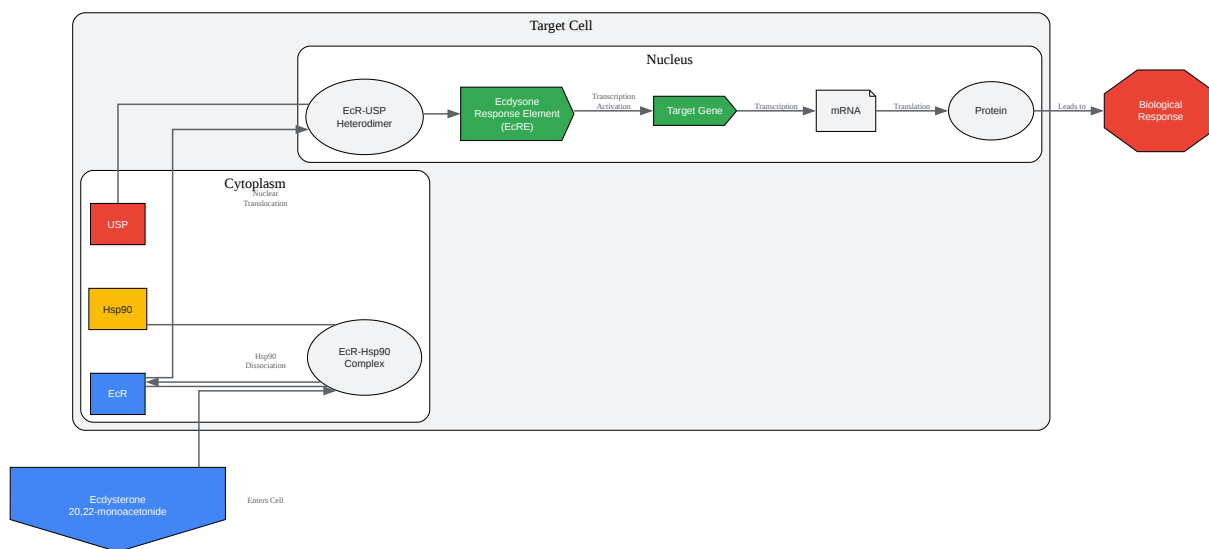 Target Cell
Nucleus
EcR-USP
Heterodimer
Ecdysone
Response Element
(EcRE)
Transcription
Activation
Target Gene
Transcription
mRNA
Translation
Protein
Leads to
Biological
Response
Cytoplasm
Nuclear
Translocation
USP
Hsp90
EcR-Hsp90
Complex
Hsp90
Dissociation
EcR
Ecdysterone
20,22-monoacetonide
Enters Cell